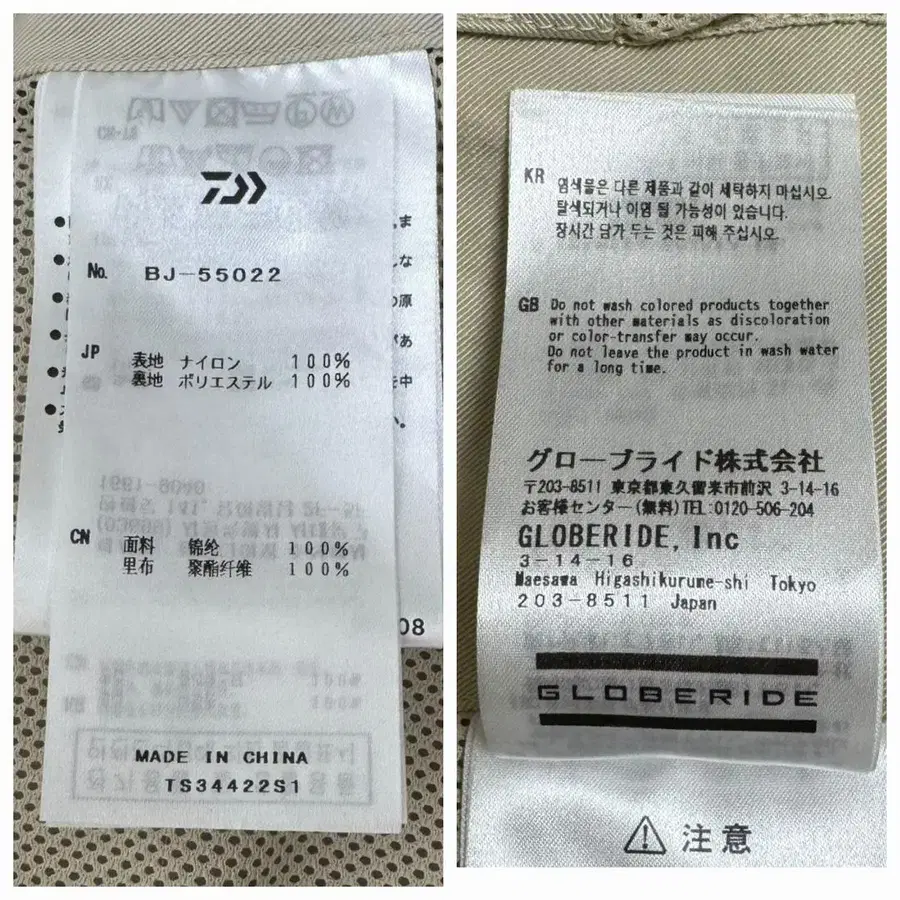 No. BJ-55022
JP
表地 ナイロン 100%
裏地 ポリエステル 100%
CN
面料 锦纶 100%
里布 聚酯纤维 100%
08
MADE IN CHINA
TS34422S1
KR
염색물은 다른 제품과 같이 세탁하지 마십시오.
탈색되거나 이염 될 가능성이 있습니다.
장시간 담가 두는 것은 피해 주십시오.
GB Do not wash colored products together
with other materials as discoloration
or color-transfer may occur.
Do not leave the product in wash water
for a long time.
グローブライド株式会社
〒203-8511 東京都東久留米市前沢 3-14-16
お客様センター(無料)TEL:0120-506-204
GLOBERIDE, Inc
3-14-16
Maesawa Higashikurume-shi Tokyo
203-8511 Japan
GLOBERIDE
注意